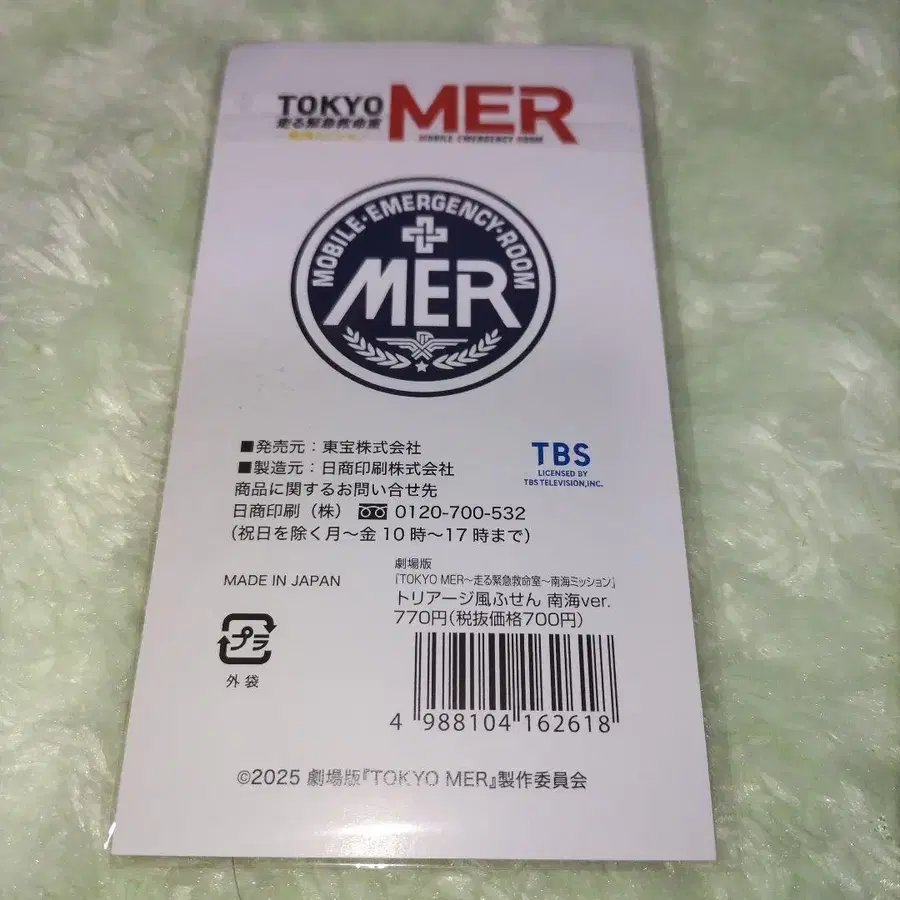 TOKYO MER
走る緊急救命室
南海ミッション
MOBILE EMERGENCY ROOM
MOBILE・EMERGENCY・ROOM
MER
■発売元：東宝株式会社
■製造元：日商印刷株式会社
商品に関するお問い合せ先
日商印刷（株） 0120-700-532
（祝日を除く月～金10時～17時まで）
TBS
LICENSED BY
TBS TELEVISION,INC.
劇場版
『TOKYO MER～走る緊急救命室～南海ミッション』
MADE IN JAPAN
トリアージ風ふせん 南海ver.
770円（税抜価格700円）
プラ
外袋
4 988104 162618
©2025 劇場版『TOKYO MER』製作委員会